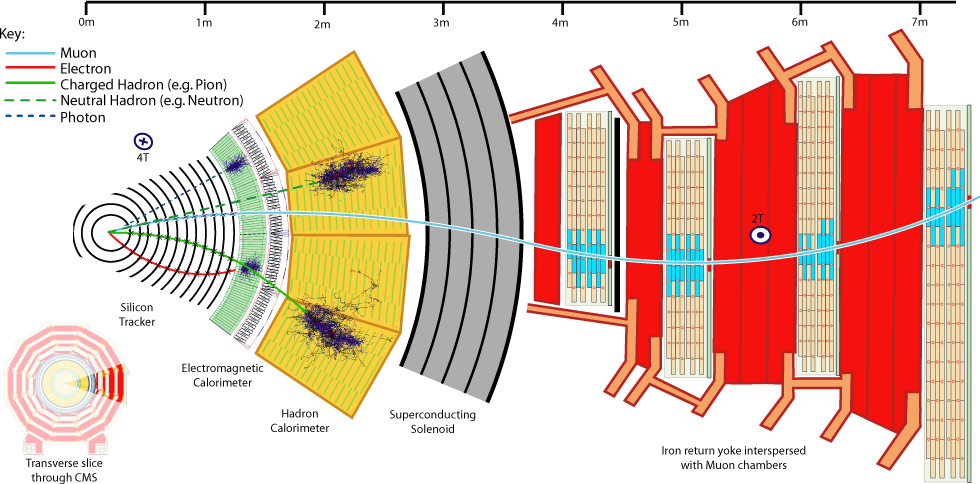 0m 1m 2m 3m 4m 5m 6m 7m
Key:
Muon
Electron
Charged Hadron (e.g. Pion)
Neutral Hadron (e.g. Neutron)
Photon
4T
2T
Silicon
Tracker
Electromagnetic
Calorimeter
Hadron
Calorimeter
Superconducting
Solenoid
Iron return yoke interspersed
with Muon chambers
Transverse slice
through CMS